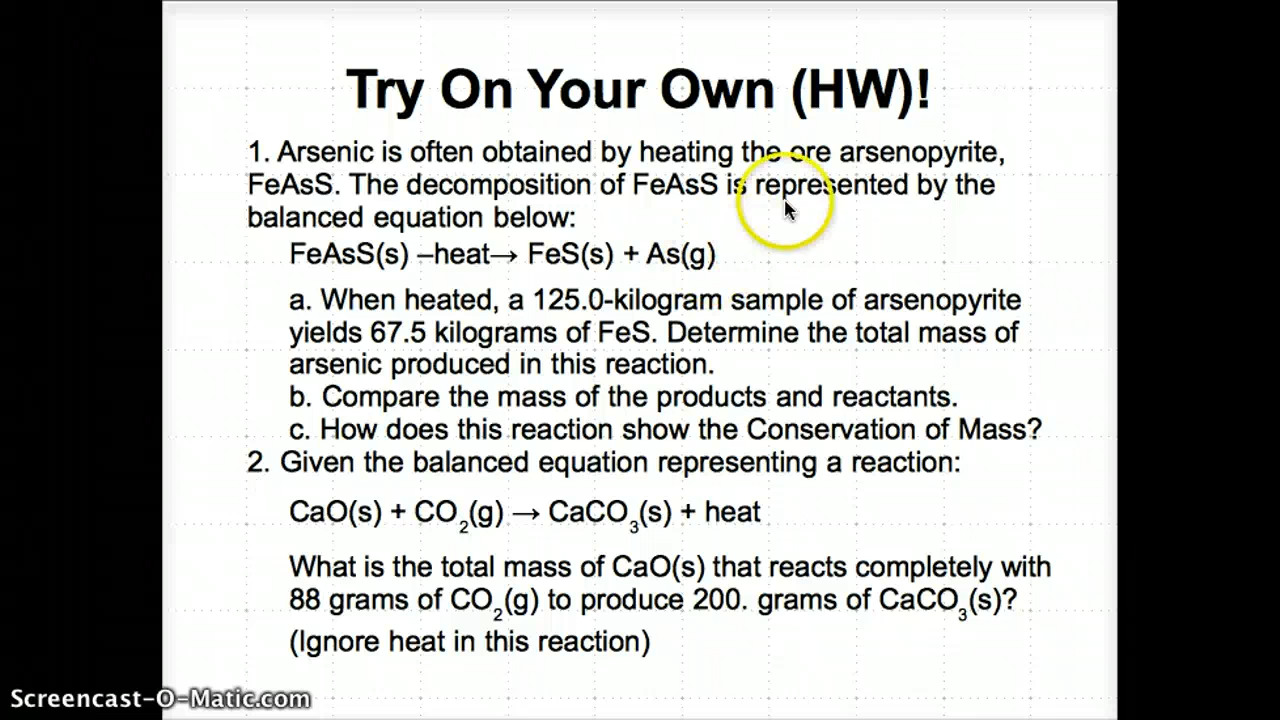 Try On Your Own (HW)!
1. Arsenic is often obtained by heating the ore arsenopyrite,
FeAsS. The decomposition of FeAsS is represented by the
balanced equation below:
FeAsS(s) –heat→ FeS(s) + As(g)
a. When heated, a 125.0-kilogram sample of arsenopyrite
yields 67.5 kilograms of FeS. Determine the total mass of
arsenic produced in this reaction.
b. Compare the mass of the products and reactants.
c. How does this reaction show the Conservation of Mass?
2. Given the balanced equation representing a reaction:
CaO(s) + CO₂(g) → CaCO₃(s) + heat
What is the total mass of CaO(s) that reacts completely with
88 grams of CO₂(g) to produce 200. grams of CaCO₃(s)?
(Ignore heat in this reaction)
Screencast-O-Matic.com